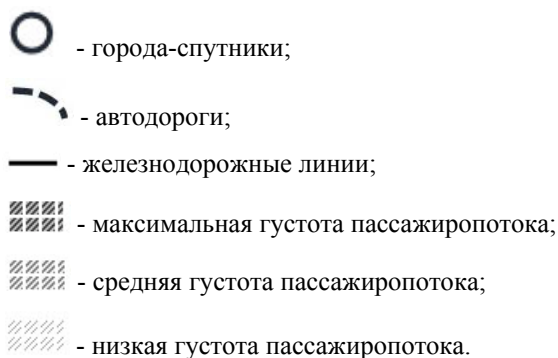 - города-спутники;
- автодороги;
- железнодорожные линии;
- максимальная густота пассажиропотока;
- средняя густота пассажиропотока;
- низкая густота пассажиропотока.